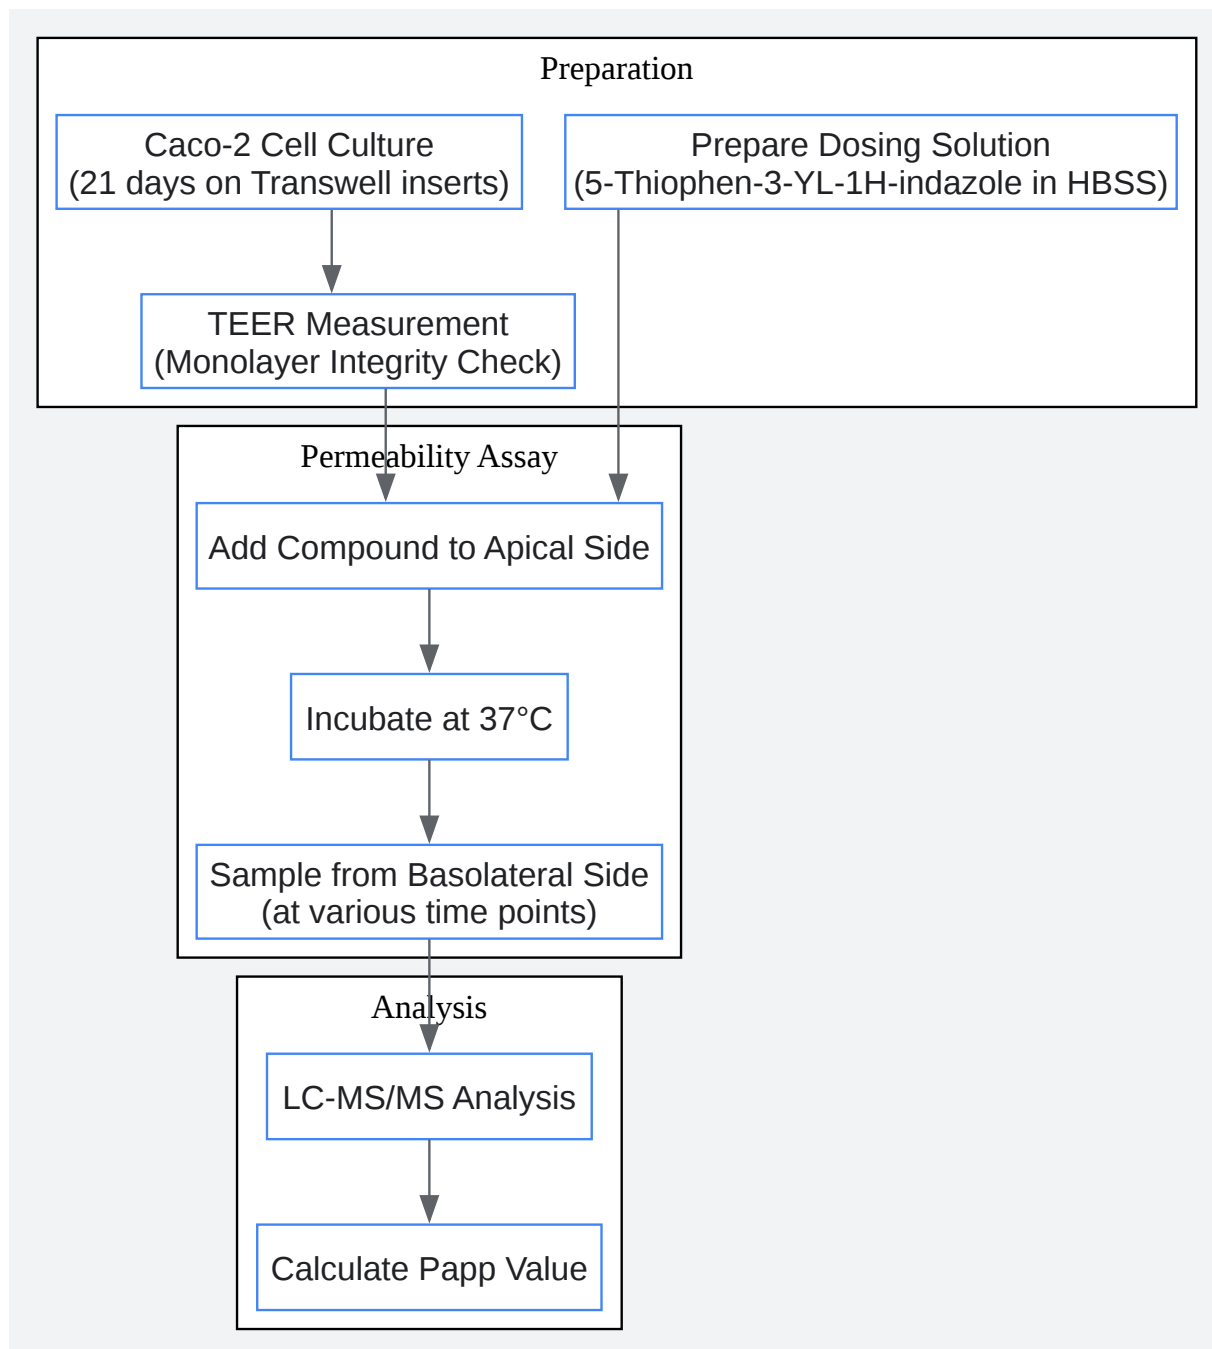 Preparation
Caco-2 Cell Culture
(21 days on Transwell inserts)
Prepare Dosing Solution
(5-Thiophen-3-YL-1H-indazole in HBSS)
TEER Measurement
(Monolayer Integrity Check)
Permeability Assay
Add Compound to Apical Side
Incubate at 37°C
Sample from Basolateral Side
(at various time points)
Analysis
LC-MS/MS Analysis
Calculate Papp Value